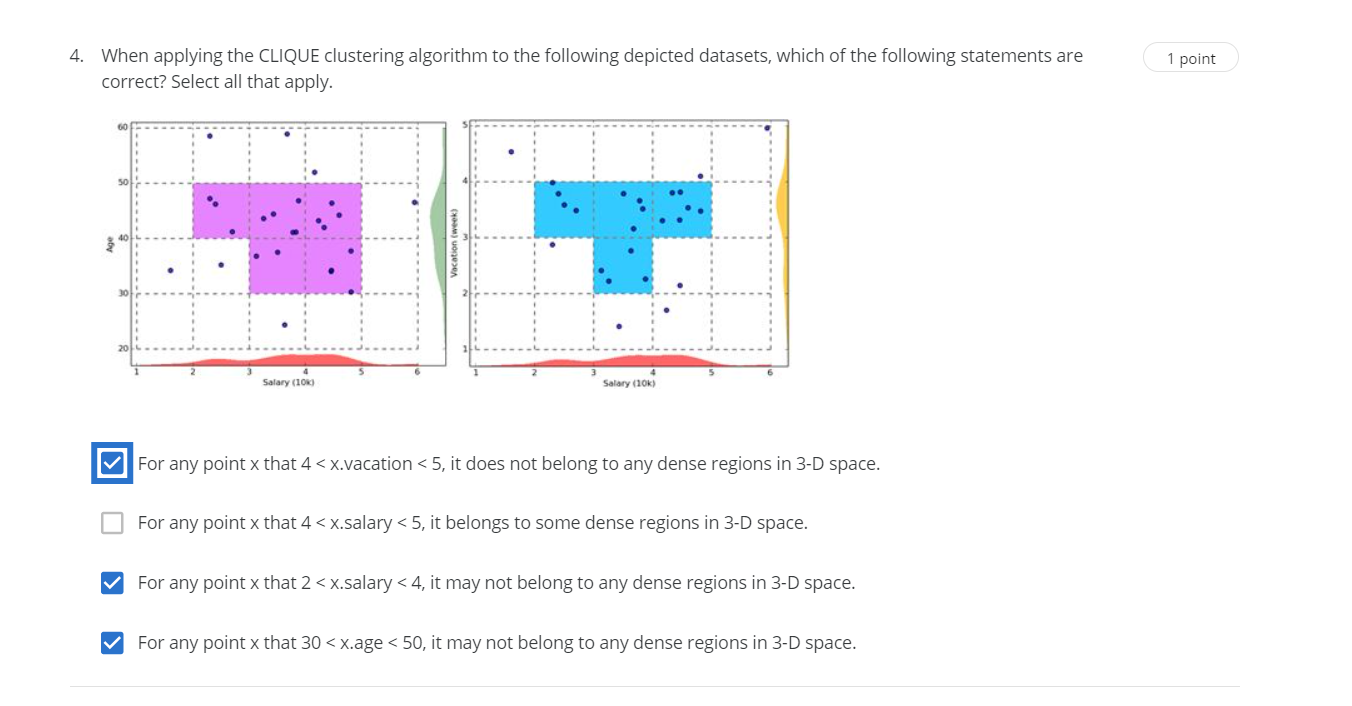 4. When applying the CLIQUE clustering algorithm to the following depicted datasets, which of the following statements are
correct? Select all that apply.
1 point
60
50
40
30
20
Age
1 2 3 4 5 6
Salary (10k)
5
4
3
2
1
Vacation (week)
1 2 3 4 5 6
Salary (10k)
For any point x that 4 < x.vacation < 5, it does not belong to any dense regions in 3-D space.
For any point x that 4 < x.salary < 5, it belongs to some dense regions in 3-D space.
For any point x that 2 < x.salary < 4, it may not belong to any dense regions in 3-D space.
For any point x that 30 < x.age < 50, it may not belong to any dense regions in 3-D space.